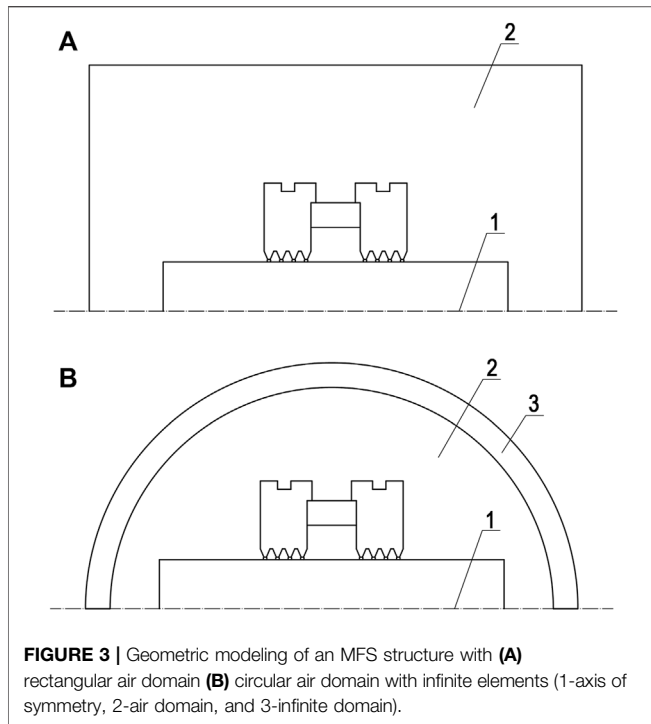 A
2
1
B
2
3
1
FIGURE 3 | Geometric modeling of an MFS structure with (A)
rectangular air domain (B) circular air domain with infinite elements (1-axis of
symmetry, 2-air domain, and 3-infinite domain).